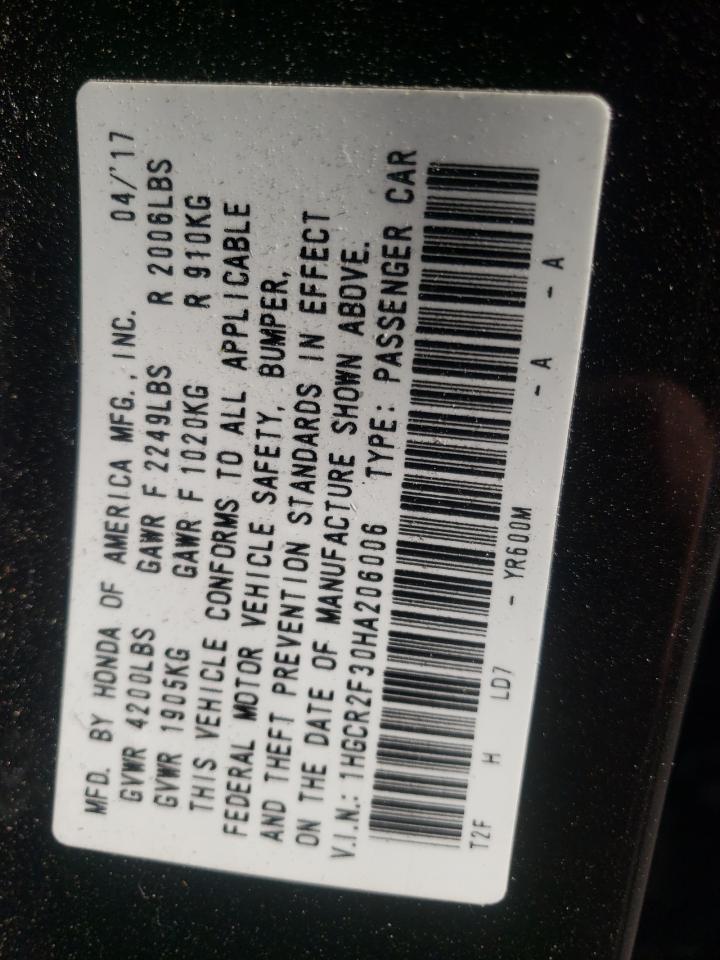 MFD. BY HONDA OF AMERICA MFG., INC. 04/'17
GVWR 4200LBS GAWR F 2249LBS R 2006LBS
GVWR 1905KG GAWR F 1020KG R 910KG
THIS VEHICLE CONFORMS TO ALL APPLICABLE
FEDERAL MOTOR VEHICLE SAFETY, BUMPER,
AND THEFT PREVENTION STANDARDS IN EFFECT
ON THE DATE OF MANUFACTURE SHOWN ABOVE.
V.I.N.: 1HGCR2F30HA206006 TYPE: PASSENGER CAR
T2F H LD7 - YR600M - A - A